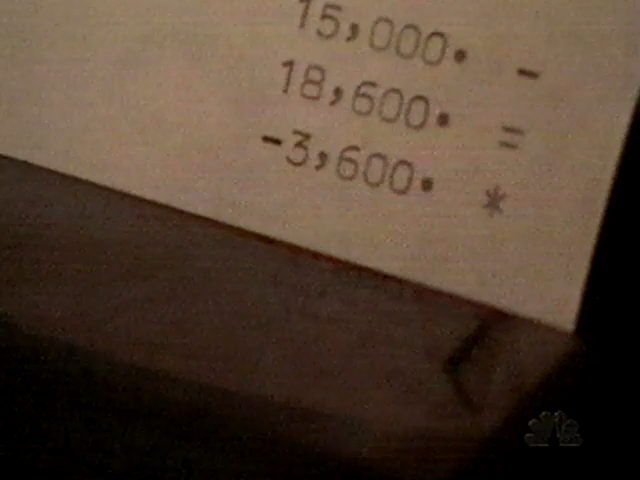 15,000. -
18,600. =
-3,600. *